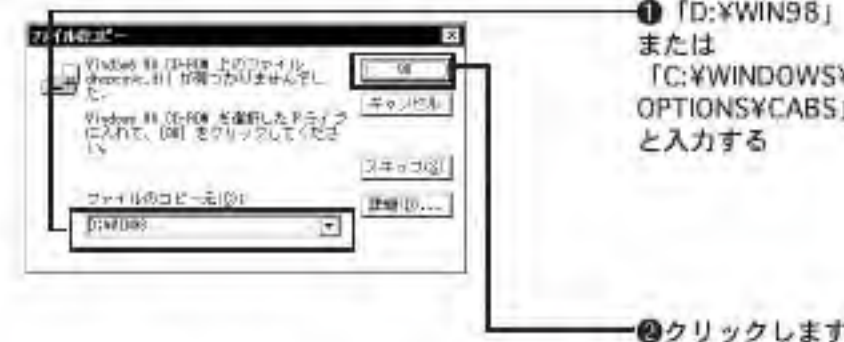 ファイルのコピー
Windows 98 CD-ROM 上のファイル
が見つかりませんでし
た。
Windows 98 CD-ROM を選択したドライブ
に入れて、[OK] をクリックしてくださ
い。
ファイルのコピー元(C):
D:¥WIN98
OK
キャンセル
スキップ(S)
詳細(D)...
❶「D:¥WIN98」
または
「C:¥WINDOWS¥
OPTIONS¥CABS」
と入力する
❷クリックします